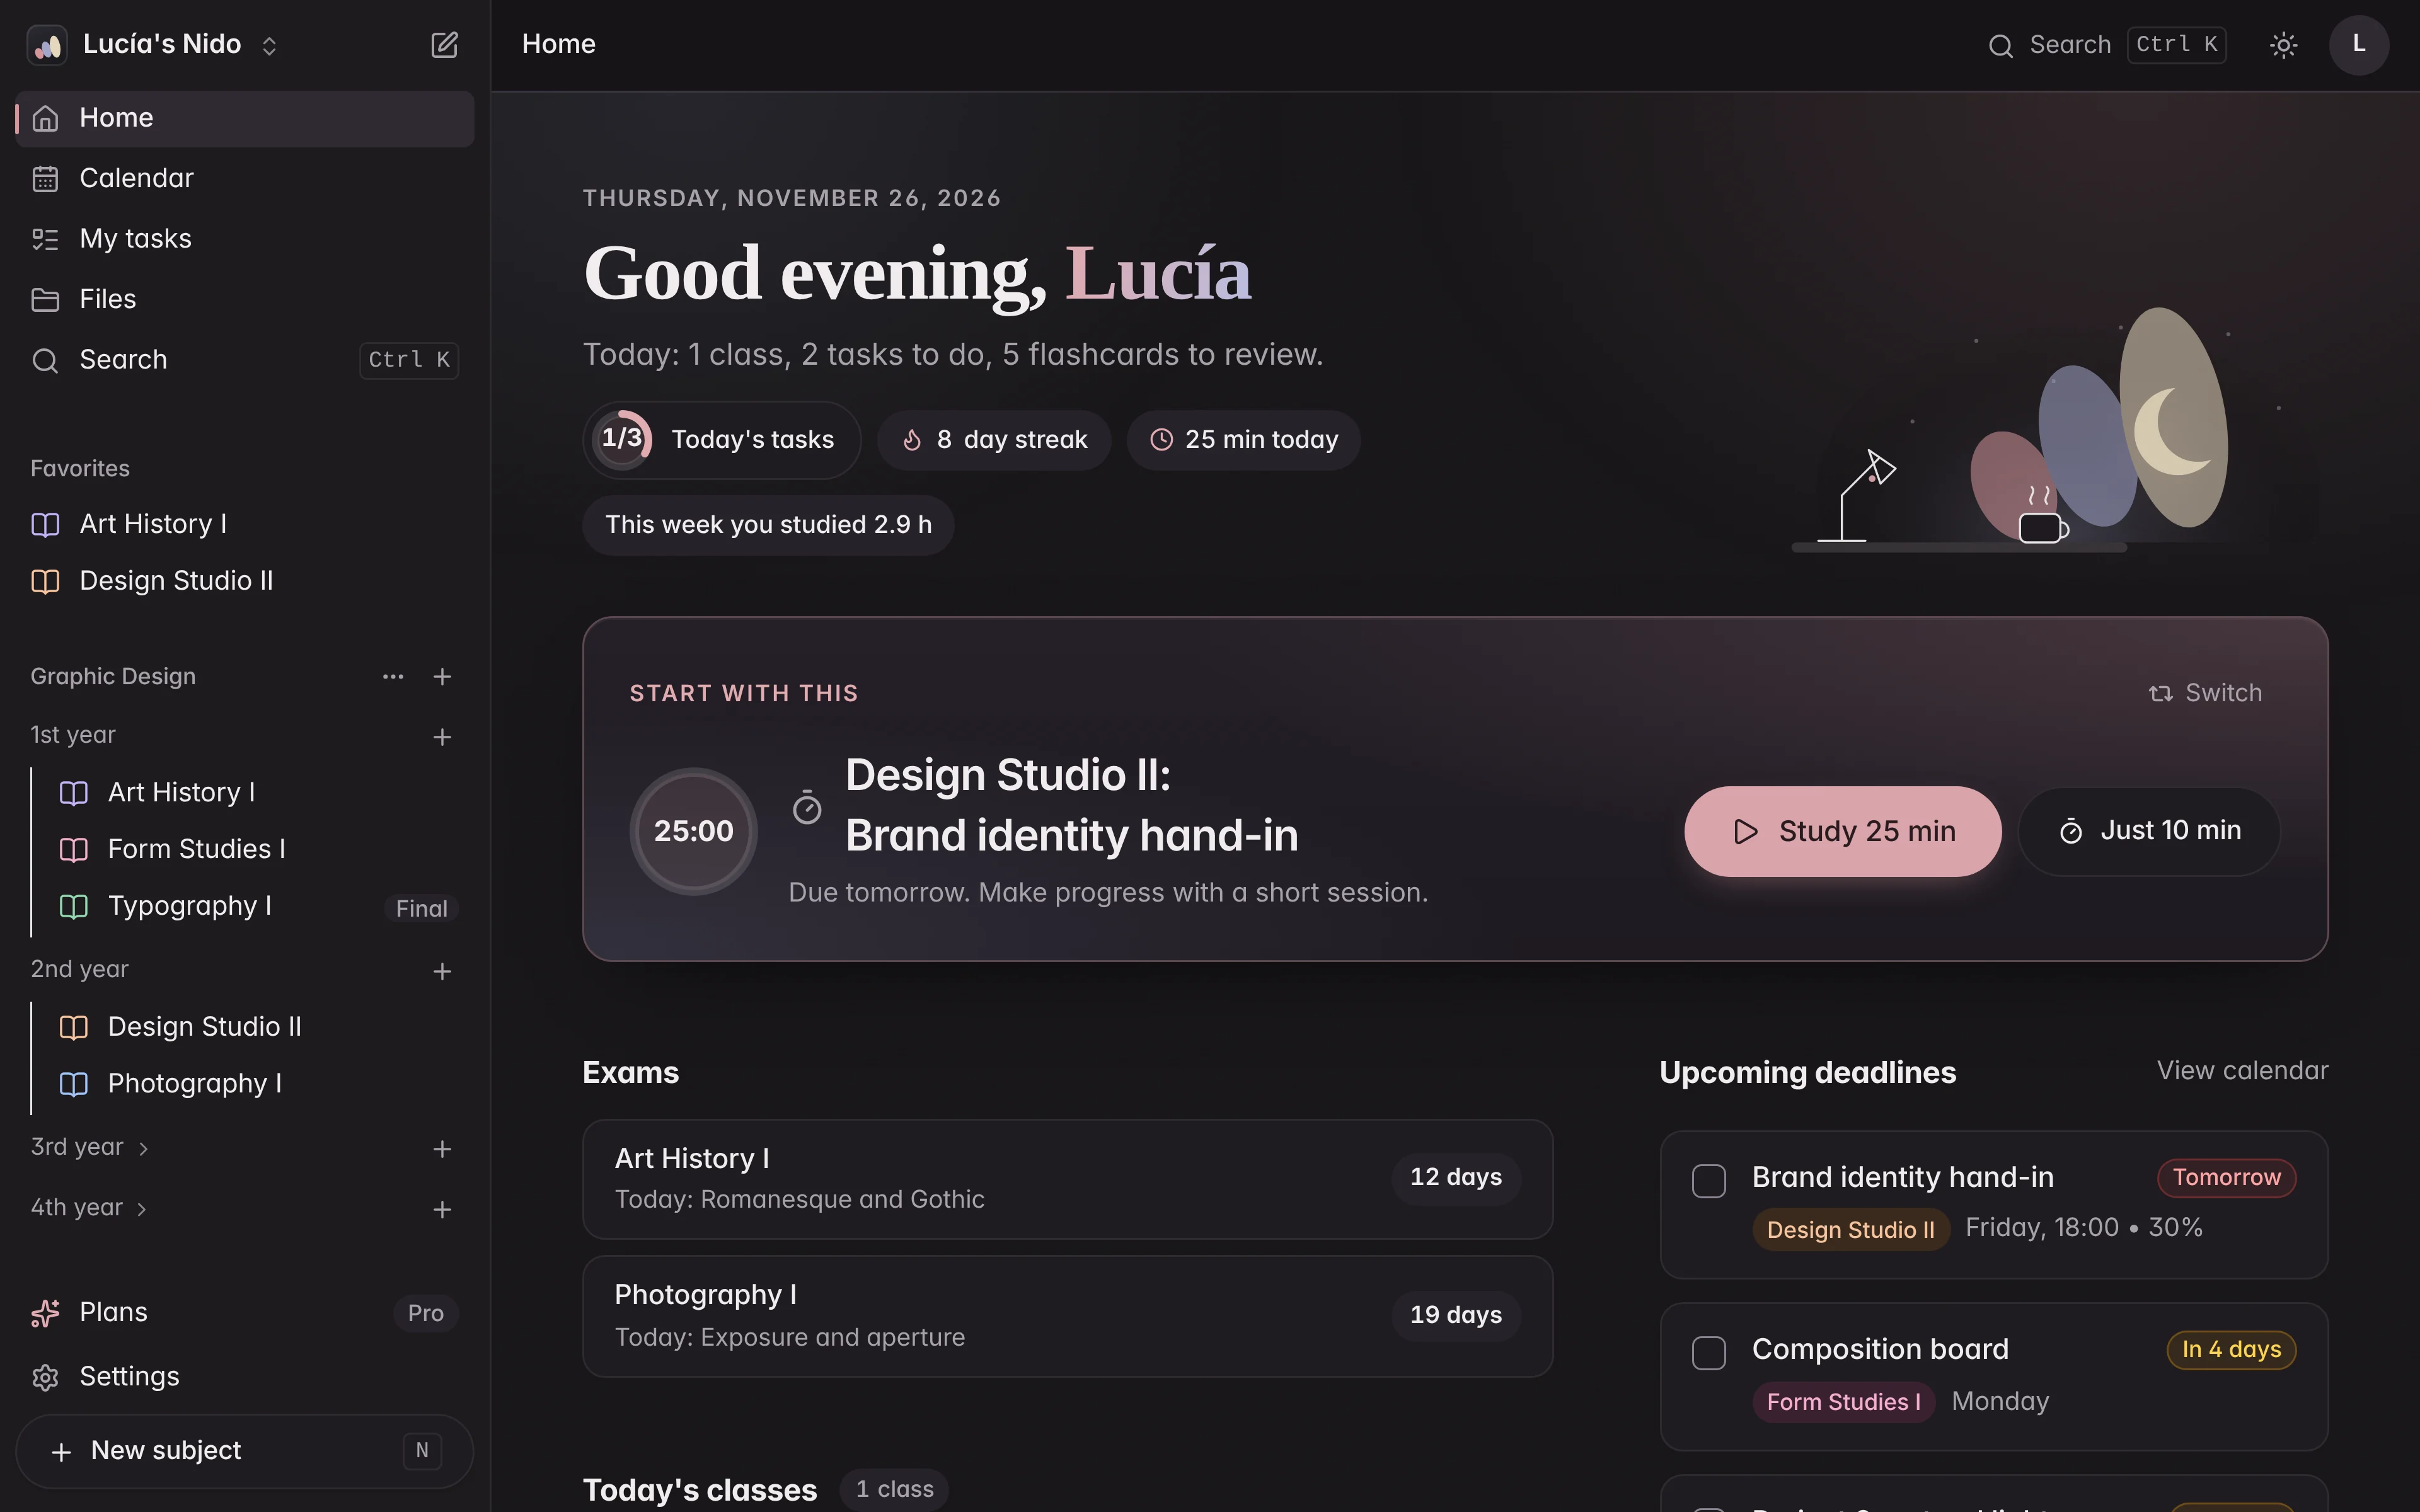 Lucía's Nido
Home
Calendar
My tasks
Files
Search Ctrl K
Favorites
Art History I
Design Studio II
Graphic Design
1st year
Art History I
Form Studies I
Typography I Final
2nd year
Design Studio II
Photography I
3rd year
4th year
Plans Pro
Settings
New subject N
Home
Search Ctrl K
L
THURSDAY, NOVEMBER 26, 2026
Good evening, Lucía
Today: 1 class, 2 tasks to do, 5 flashcards to review.
1/3 Today's tasks
8 day streak
25 min today
This week you studied 2.9 h
START WITH THIS
Switch
25:00
Design Studio II:
Brand identity hand-in
Due tomorrow. Make progress with a short session.
Study 25 min
Just 10 min
Exams
Art History I
Today: Romanesque and Gothic
12 days
Photography I
Today: Exposure and aperture
19 days
Today's classes 1 class
Upcoming deadlines
View calendar
Brand identity hand-in Tomorrow
Design Studio II Friday, 18:00 • 30%
Composition board In 4 days
Form Studies I Monday